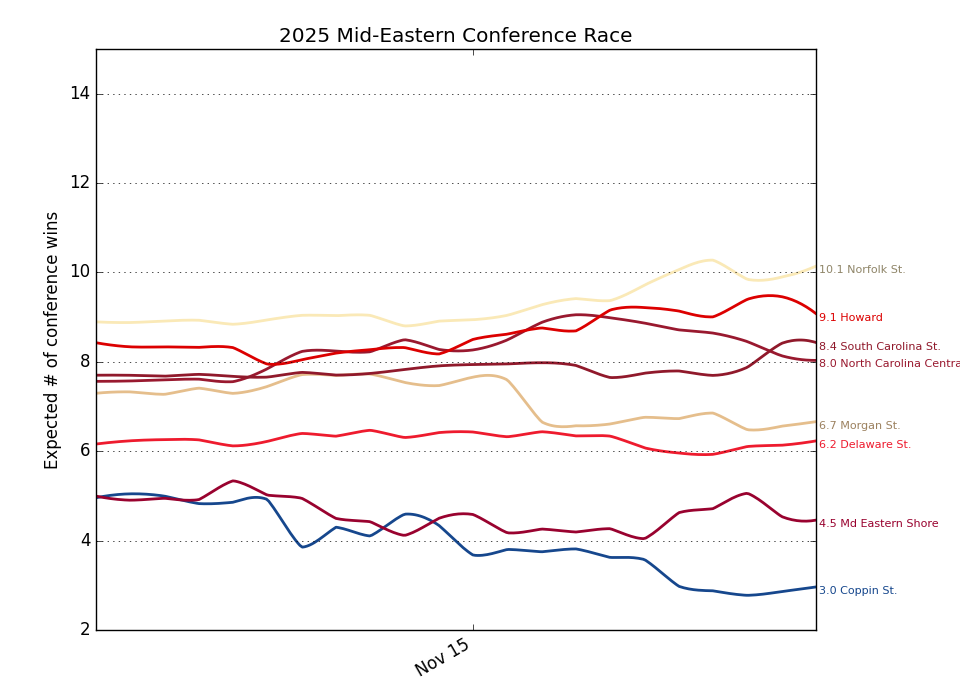 2025 Mid-Eastern Conference Race
Expected # of conference wins
14
12
10
8
6
4
2
Nov 15
10.1 Norfolk St.
9.1 Howard
8.4 South Carolina St.
8.0 North Carolina Centra
6.7 Morgan St.
6.2 Delaware St.
4.5 Md Eastern Shore
3.0 Coppin St.